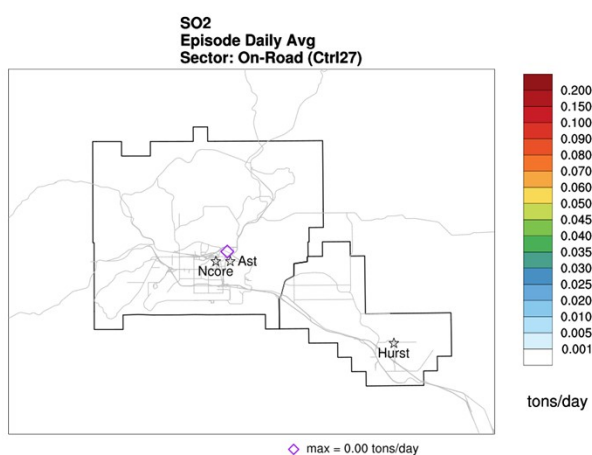 SO2
Episode Daily Avg
Sector: On-Road (Ctrl27)
Ast
Ncore
Hurst
0.200
0.150
0.100
0.090
0.080
0.070
0.060
0.050
0.045
0.040
0.035
0.030
0.025
0.020
0.010
0.005
0.001
tons/day
max = 0.00 tons/day